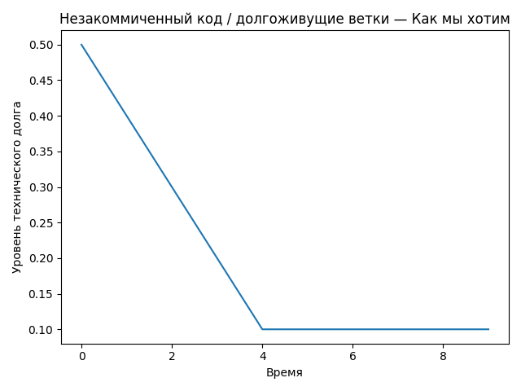 Незакоммиченный код / долгоживущие ветки — Как мы хотим
0.50
0.45
0.40
0.35
0.30
0.25
0.20
0.15
0.10
Уровень технического долга
0 2 4 6 8
Время